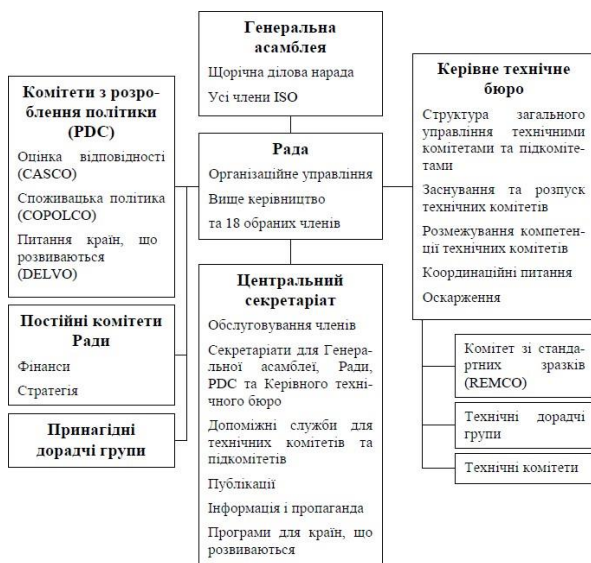 Генеральна
асамблея
Щорічна ділова нарада
Усі члени ISO
Комітети з розро-
блення політики
(PDC)
Оцінка відповідності
(CASCO)
Споживацька політика
(COPOLCO)
Питання країн, що
розвиваються
(DELVO)
Рада
Організаційне управління
Вище керівництво
та 18 обраних членів
Керівне технічне
бюро
Структура загального
управління технічними
комітетами та підкоміте-
тами
Заснування та розпуск
технічних комітетів
Розмежування компетен-
ції технічних комітетів
Координаційні питання
Оскарження
Постійні комітети
Ради
Фінанси
Стратегія
Принагідні
дорадчі групи
Центральний
секретаріат
Обслуговування членів
Секретаріати для Генера-
льної асамблеї, Ради,
PDC та Керівного техні-
чного бюро
Допоміжні служби для
технічних комітетів та
підкомітетів
Публікації
Інформація і пропаганда
Програми для країн, що
розвиваються
Комітет зі станда-
ртних зразків
(REMCO)
Технічні дорадчі
групи
Технічні комітети